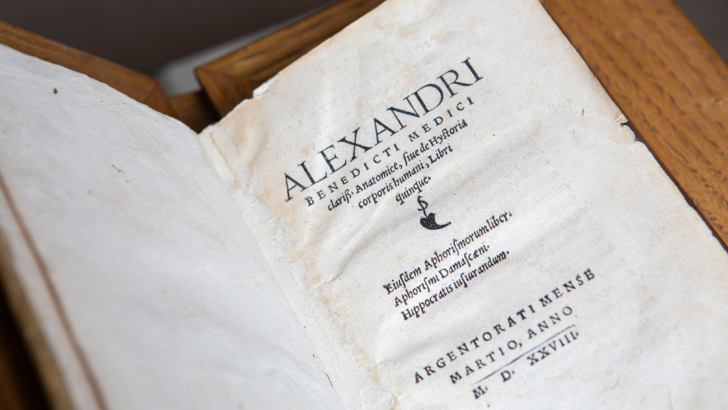 ALEXANDRI
BENEDICTI MEDICI
clariſs. Anatomice, ſiue de Hyſtoria
corporis humani, Libri
quinque.
Eiuſdem Aphoriſmorum liber.
Aphoriſmi Damaſcæni.
Hippocratis iuſiurandum.
ARGENTORATI MENSE
MARTIO, ANNO
M. D. XXVIII.